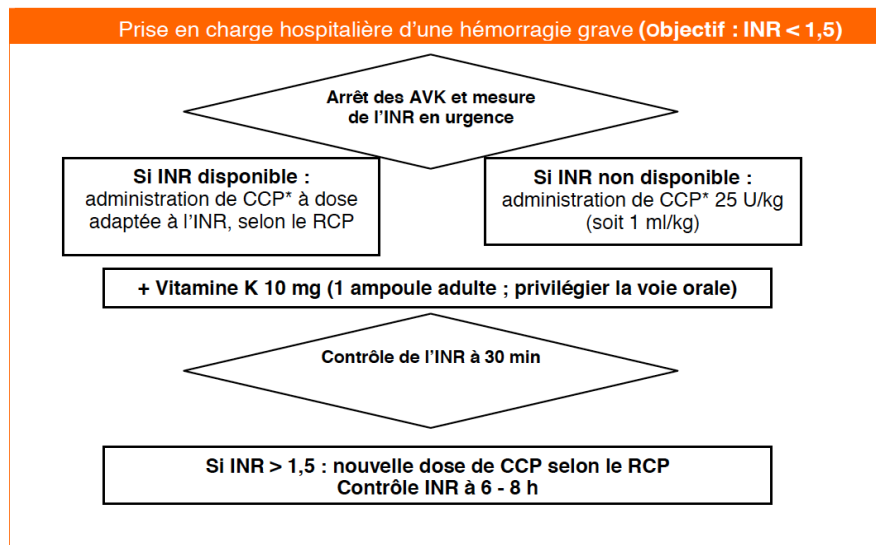 Prise en charge hospitalière d'une hémorragie grave (Objectif : INR < 1,5)
Arrêt des AVK et mesure
de l'INR en urgence
Si INR disponible :
administration de CCP* à dose
adaptée à l'INR, selon le RCP
Si INR non disponible :
administration de CCP* 25 U/kg
(soit 1 ml/kg)
+ Vitamine K 10 mg (1 ampoule adulte ; privilégier la voie orale)
Contrôle de l'INR à 30 min
Si INR > 1,5 : nouvelle dose de CCP selon le RCP
Contrôle INR à 6 - 8 h